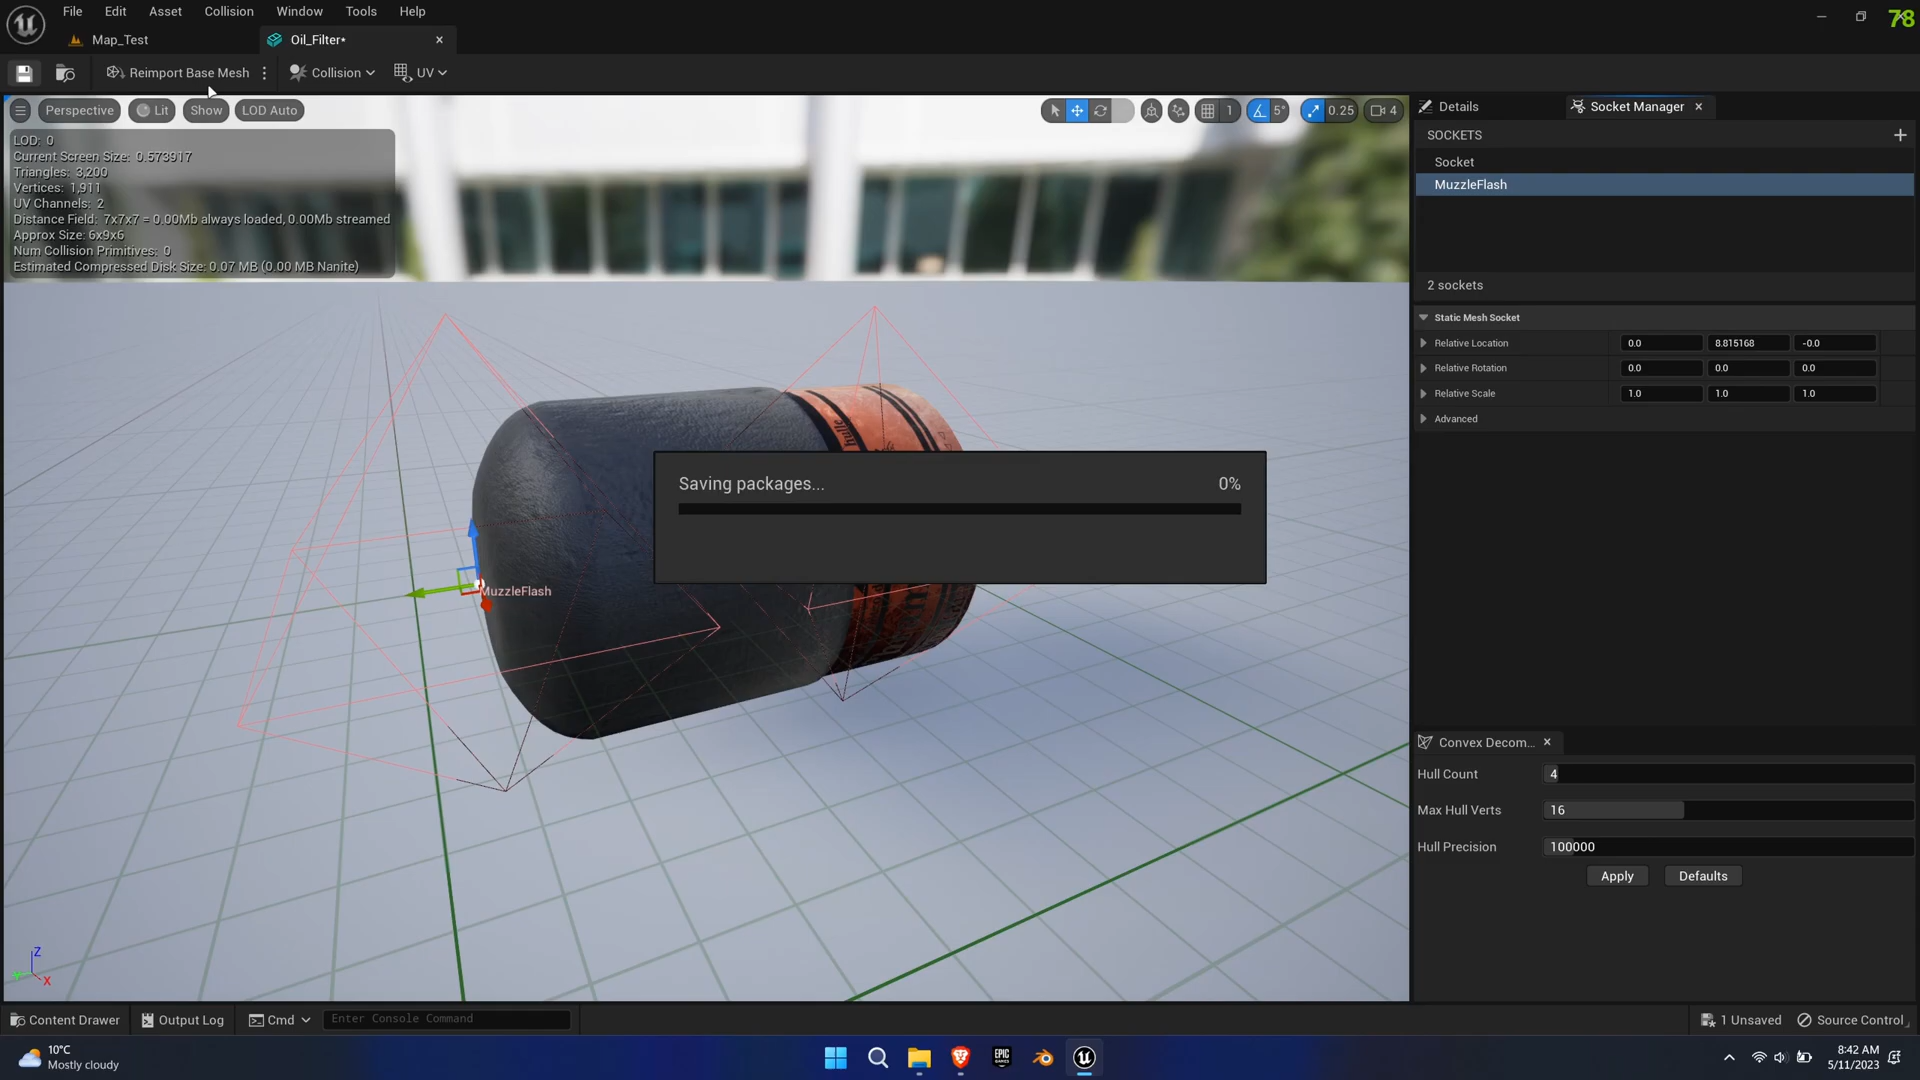 File Edit Asset Collision Window Tools Help
78
Map_Test
Oil_Filter*
Reimport Base Mesh
Collision
UV
Perspective
Lit
Show
LOD Auto
1
5°
0.25
4
LOD: 0
Current Screen Size: 0.573917
Triangles: 3,200
Vertices: 1,911
UV Channels: 2
Distance Field: 7x7x7 = 0.00Mb always loaded, 0.00Mb streamed
Approx Size: 6x9x6
Num Collision Primitives: 0
Estimated Compressed Disk Size: 0.07 MB (0.00 MB Nanite)
MuzzleFlash
Saving packages... 0%
Z
X
Details
Socket Manager
SOCKETS
Socket
MuzzleFlash
2 sockets
Static Mesh Socket
Relative Location 0.0 8.815168 -0.0
Relative Rotation 0.0 0.0 0.0
Relative Scale 1.0 1.0 1.0
Advanced
Convex Decom...
Hull Count 4
Max Hull Verts 16
Hull Precision 100000
Apply Defaults
Content Drawer
Output Log
Cmd
Enter Console Command
1 Unsaved
Source Control
10°C
Mostly cloudy
EPIC
GAMES
8:42 AM
5/11/2023